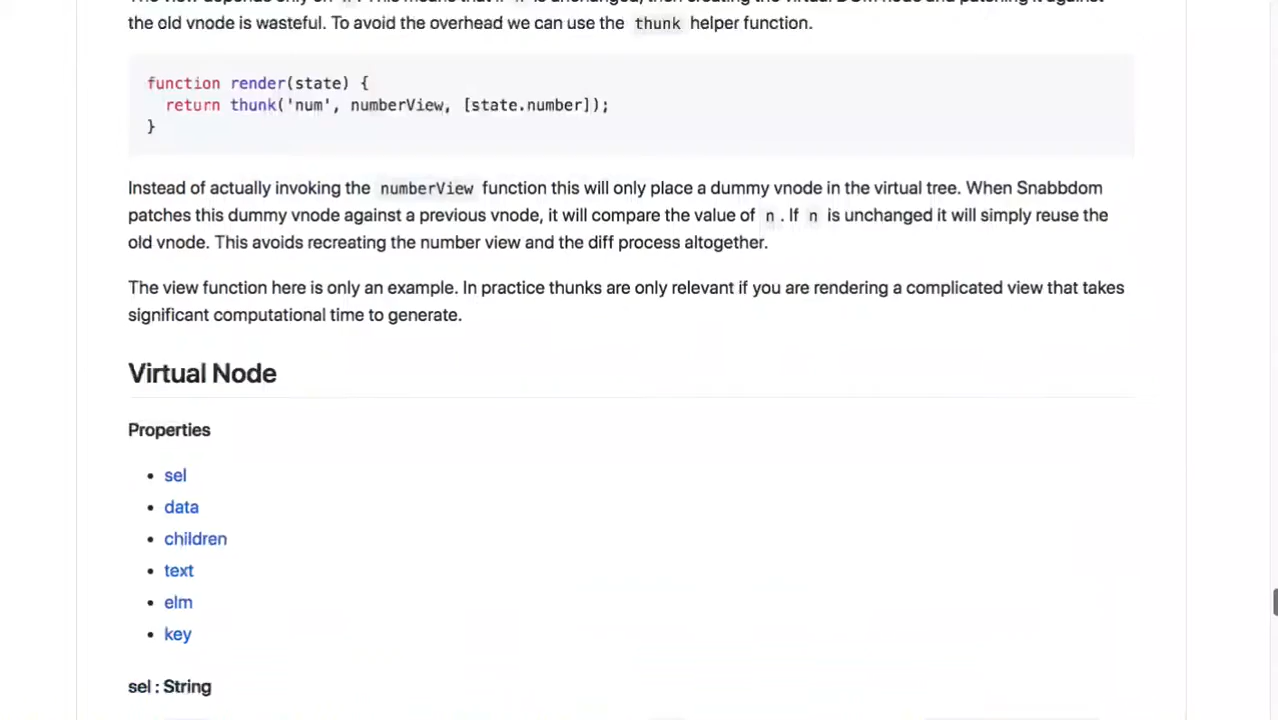 the old vnode is wasteful. To avoid the overhead we can use the thunk helper function.
function render(state) {
return thunk('num', numberView, [state.number]);
}
Instead of actually invoking the numberView function this will only place a dummy vnode in the virtual tree. When Snabbdom
patches this dummy vnode against a previous vnode, it will compare the value of n . If n is unchanged it will simply reuse the
old vnode. This avoids recreating the number view and the diff process altogether.
The view function here is only an example. In practice thunks are only relevant if you are rendering a complicated view that takes
significant computational time to generate.
Virtual Node
Properties
• sel
• data
• children
• text
• elm
• key
sel : String